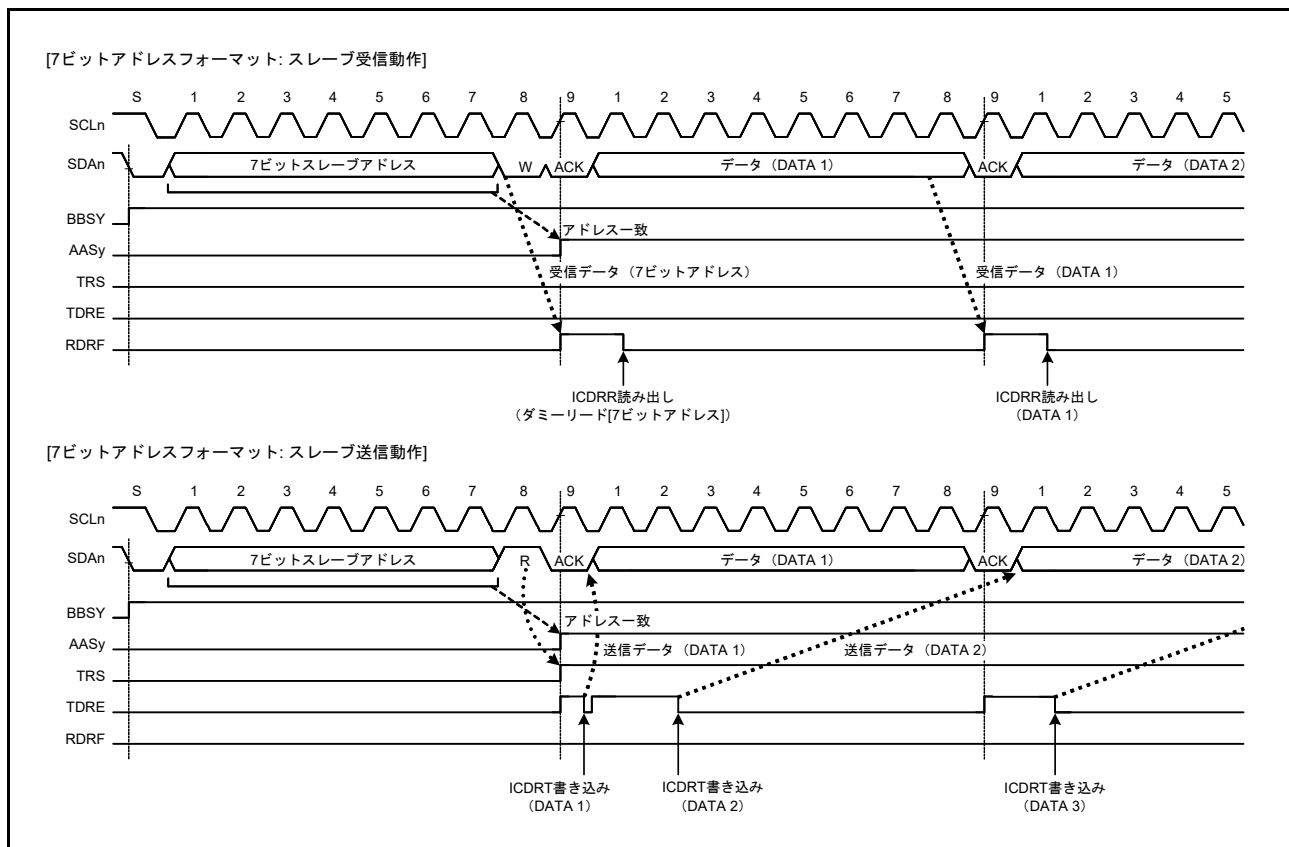 [7ビットアドレスフォーマット: スレーブ受信動作]
S 1 2 3 4 5 6 7 8 9 1 2 3 4 5 6 7 8 9 1 2 3 4 5
SCLn
SDAn 7ビットスレーブアドレス W ACK データ（DATA 1） ACK データ（DATA 2）
BBSY
アドレス一致
AASy
受信データ（7ビットアドレス） 受信データ（DATA 1）
TRS
TDRE
RDRF
ICDRR読み出し ICDRR読み出し
（ダミーリード[7ビットアドレス]） （DATA 1）
[7ビットアドレスフォーマット: スレーブ送信動作]
S 1 2 3 4 5 6 7 8 9 1 2 3 4 5 6 7 8 9 1 2 3 4 5
SCLn
SDAn 7ビットスレーブアドレス R ACK データ（DATA 1） ACK データ（DATA 2）
BBSY
アドレス一致
AASy
送信データ（DATA 1） 送信データ（DATA 2）
TRS
TDRE
RDRF
ICDRT書き込み ICDRT書き込み ICDRT書き込み
（DATA 1） （DATA 2） （DATA 3）